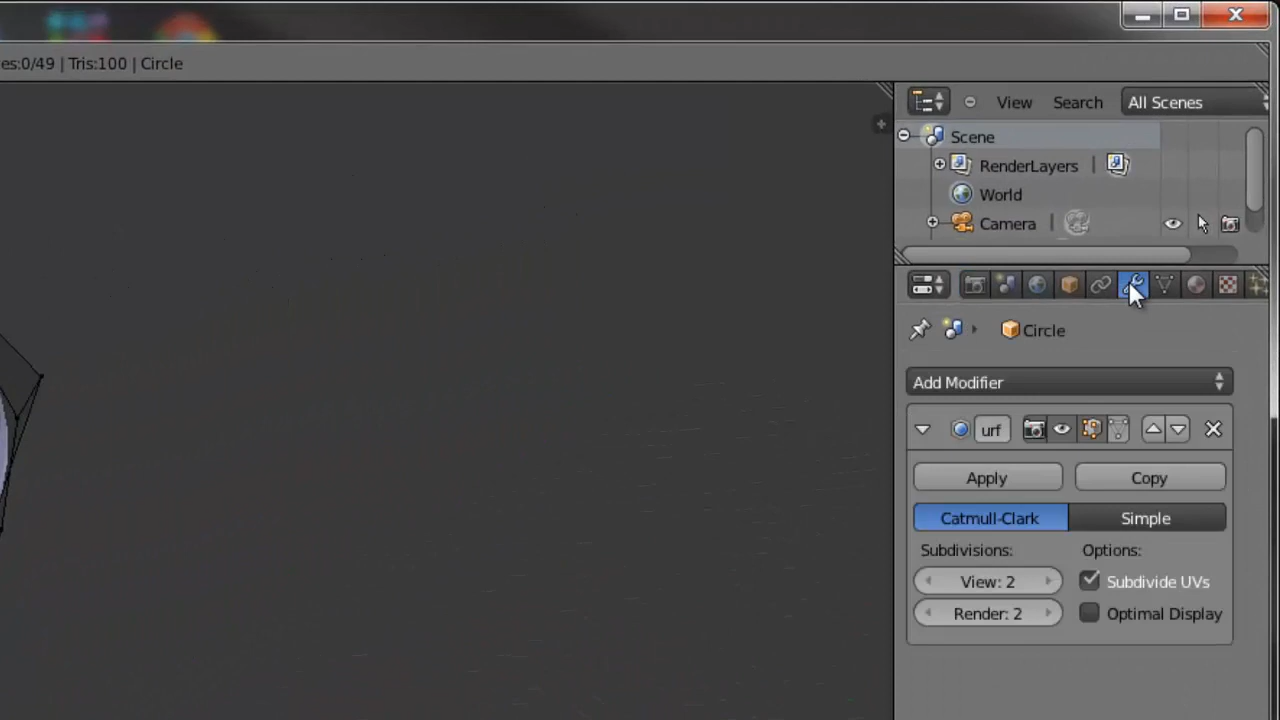 es:0/49 | Tris:100 | Circle
View Search All Scenes
Scene
RenderLayers |
World
Camera |
Circle
Add Modifier
urf
Apply Copy
Catmull-Clark Simple
Subdivisions: Options:
View: 2 Subdivide UVs
Render: 2 Optimal Display